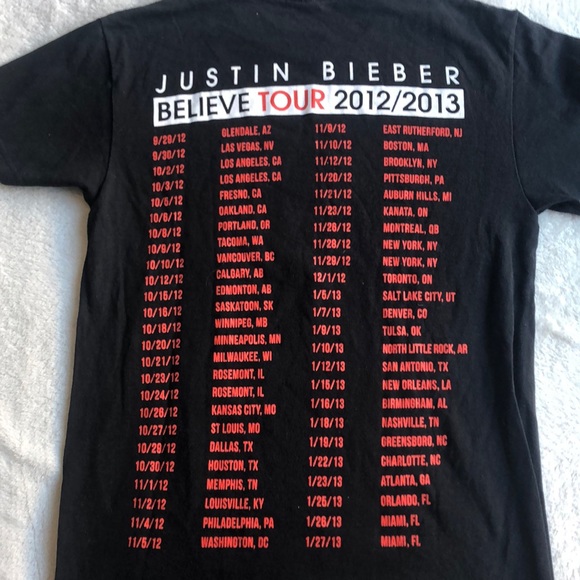 JUSTIN BIEBER
BELIEVE TOUR 2012/2013
9/29/12 GLENDALE, AZ 11/9/12 EAST RUTHERFORD, NJ
9/30/12 LAS VEGAS, NV 11/10/12 BOSTON, MA
10/2/12 LOS ANGELES, CA 11/12/12 BROOKLYN, NY
10/3/12 LOS ANGELES, CA 11/20/12 PITTSBURGH, PA
10/5/12 FRESNO, CA 11/21/12 AUBURN HILLS, MI
10/6/12 OAKLAND, CA 11/23/12 KANATA, ON
10/8/12 PORTLAND, OR 11/26/12 MONTREAL, QB
10/9/12 TACOMA, WA 11/28/12 NEW YORK, NY
10/10/12 VANCOUVER, BC 11/29/12 NEW YORK, NY
10/12/12 CALGARY, AB 12/1/12 TORONTO, ON
10/15/12 EDMONTON, AB 1/5/13 SALT LAKE CITY, UT
10/16/12 SASKATOON, SK 1/7/13 DENVER, CO
10/18/12 WINNIPEG, MB 1/9/13 TULSA, OK
10/20/12 MINNEAPOLIS, MN 1/10/13 NORTH LITTLE ROCK, AR
10/21/12 MILWAUKEE, WI 1/12/13 SAN ANTONIO, TX
10/23/12 ROSEMONT, IL 1/15/13 NEW ORLEANS, LA
10/24/12 ROSEMONT, IL 1/16/13 BIRMINGHAM, AL
10/26/12 KANSAS CITY, MO 1/18/13 NASHVILLE, TN
10/27/12 ST LOUIS, MO 1/19/13 GREENSBORO, NC
10/29/12 DALLAS, TX 1/22/13 CHARLOTTE, NC
10/30/12 HOUSTON, TX 1/23/13 ATLANTA, GA
11/1/12 MEMPHIS, TN 1/25/13 ORLANDO, FL
11/2/12 LOUISVILLE, KY 1/26/13 MIAMI, FL
11/4/12 PHILADELPHIA, PA 1/27/13 MIAMI, FL
11/5/12 WASHINGTON, DC